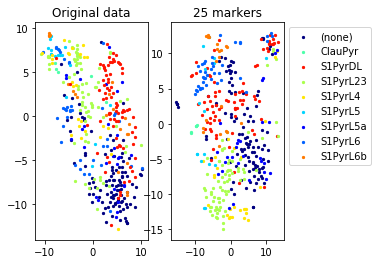 Original data
25 markers
10
5
0
−5
−10
−10
0
10
10
5
0
−5
−10
−15
−10
0
10
(none)
ClauPyr
S1PyrDL
S1PyrL23
S1PyrL4
S1PyrL5
S1PyrL5a
S1PyrL6
S1PyrL6b